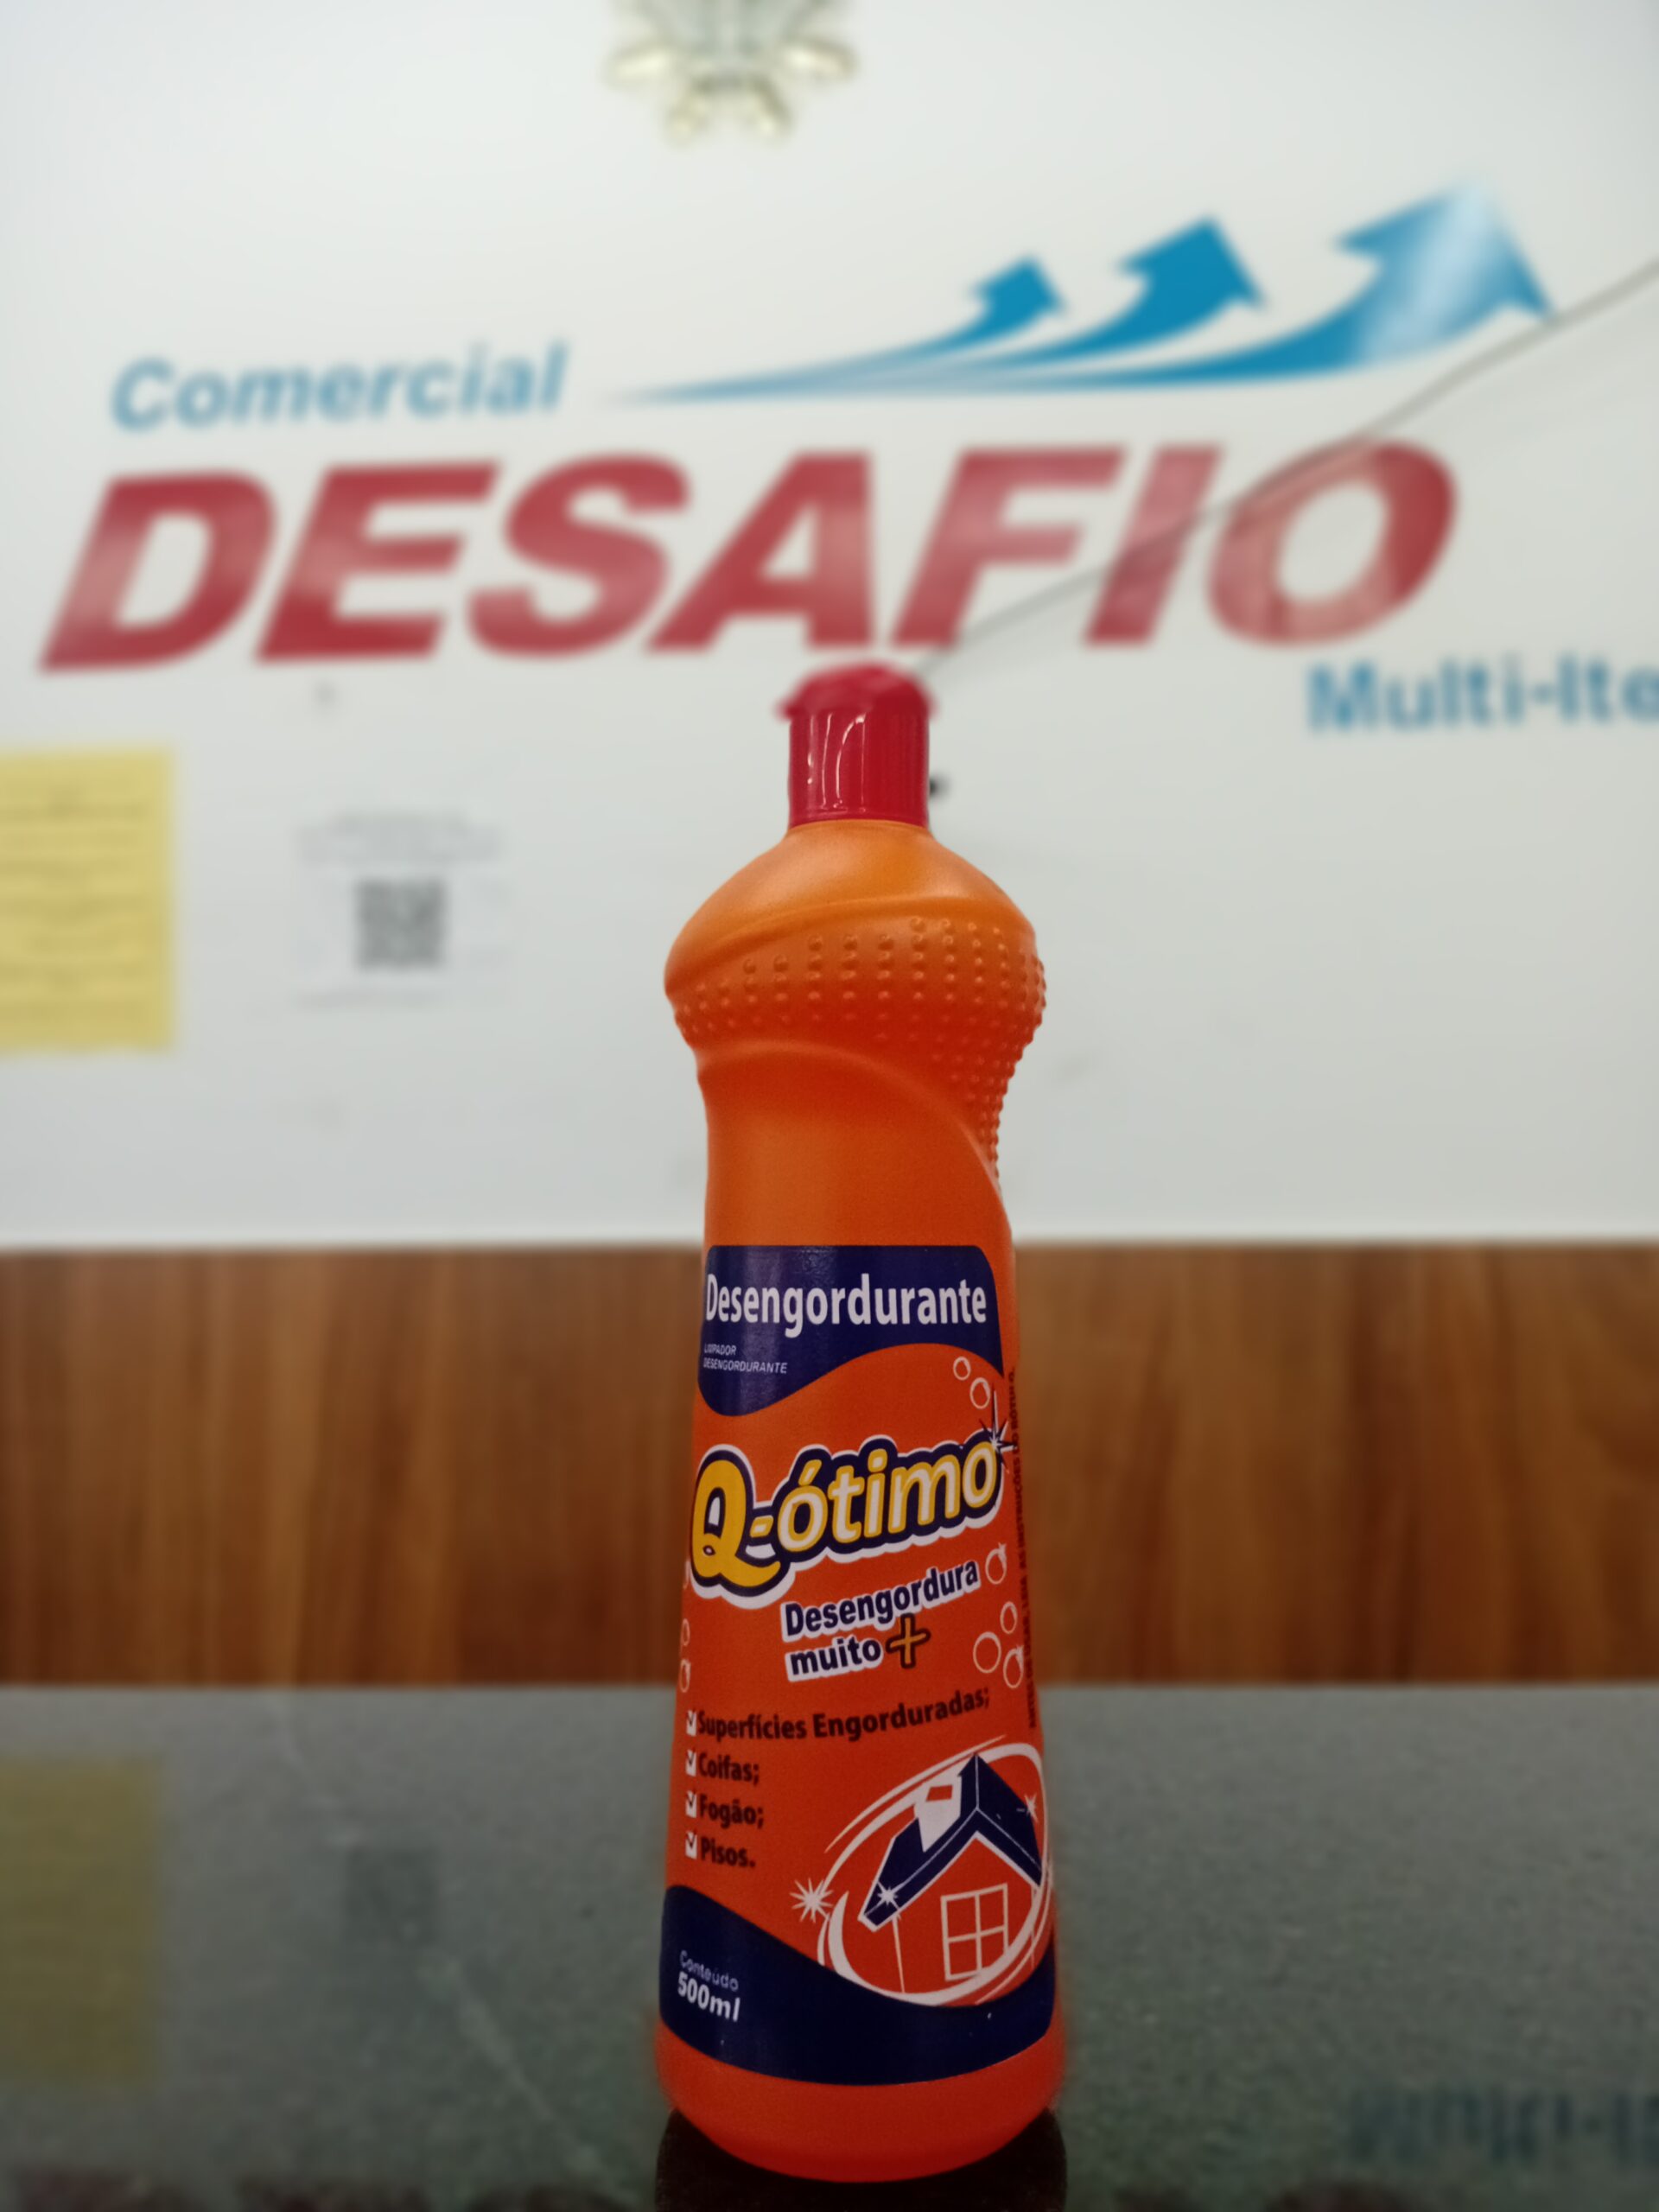 Comercial
DESAFIO
Multi-Ite
Desengordurante
LIMPADOR
DESENGORDURANTE
Q-ótimo
Desengordura
muito +
Superfícies Engorduradas;
Coifas;
Fogão;
Pisos.
Conteúdo
500ml